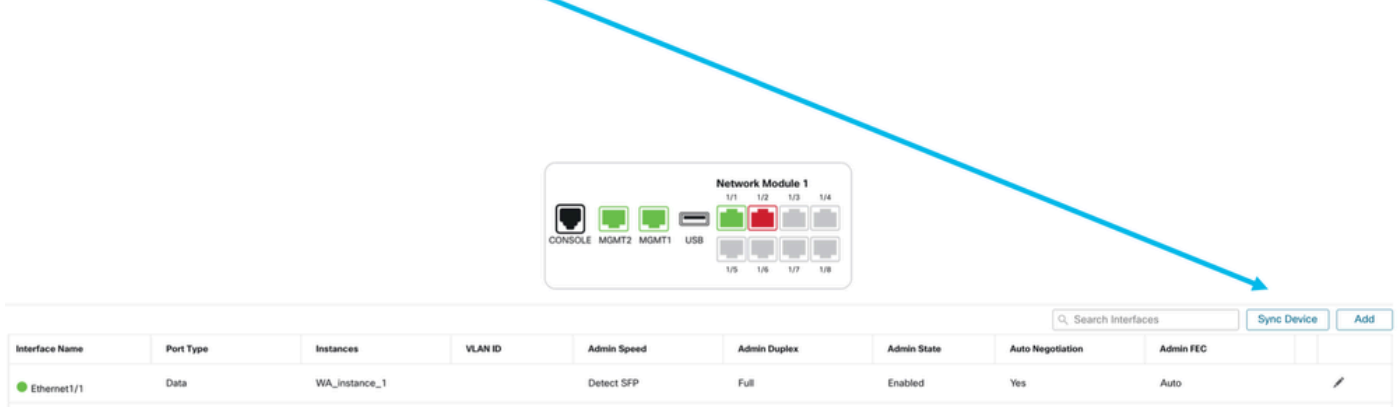 Network Module 1
1/1 1/2 1/3 1/4
CONSOLE MGMT2 MGMT1 USB
1/5 1/6 1/7 1/8
Search Interfaces Sync Device Add
Interface Name Port Type Instances VLAN ID Admin Speed Admin Duplex Admin State Auto Negotiation Admin FEC
Ethernet1/1 Data WA_instance_1 Detect SFP Full Enabled Yes Auto